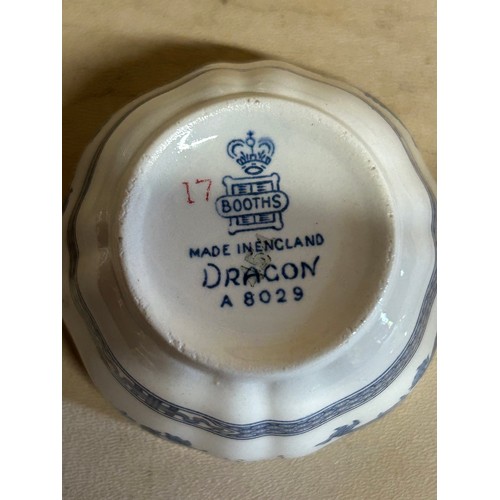 17
BOOTHS
MADE IN ENGLAND
DRAGON
A 8029